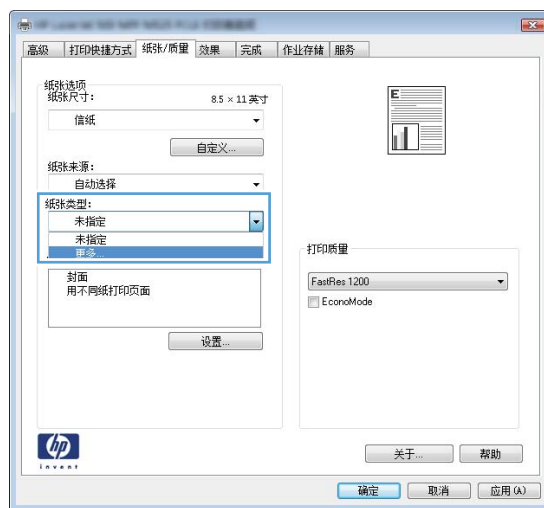 高级 打印快捷方式 纸张/质量 效果 完成 作业存储 服务
纸张选项
纸张尺寸: 8.5 × 11 英寸
信纸
自定义...
纸张来源:
自动选择
纸张类型:
未指定
未指定
更多...
封面
用不同纸打印页面
设置...
E
打印质量
FastRes 1200
EconoMode
hp
invent
关于... 帮助
确定 取消 应用(A)